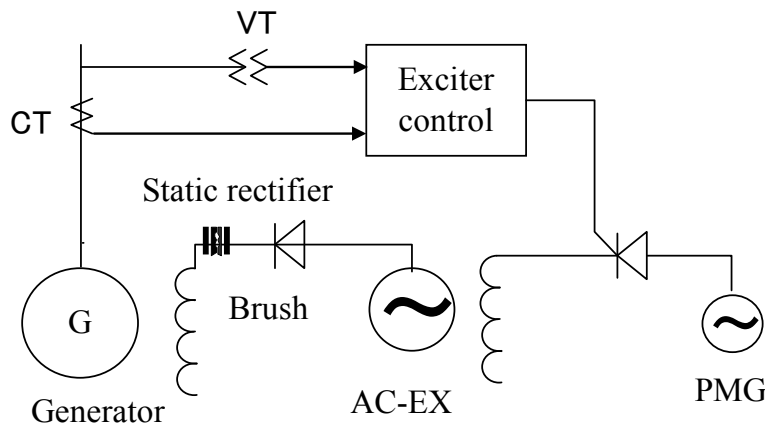 VT
Exciter
control
CT
Static rectifier
Brush
G
Generator
AC-EX
PMG